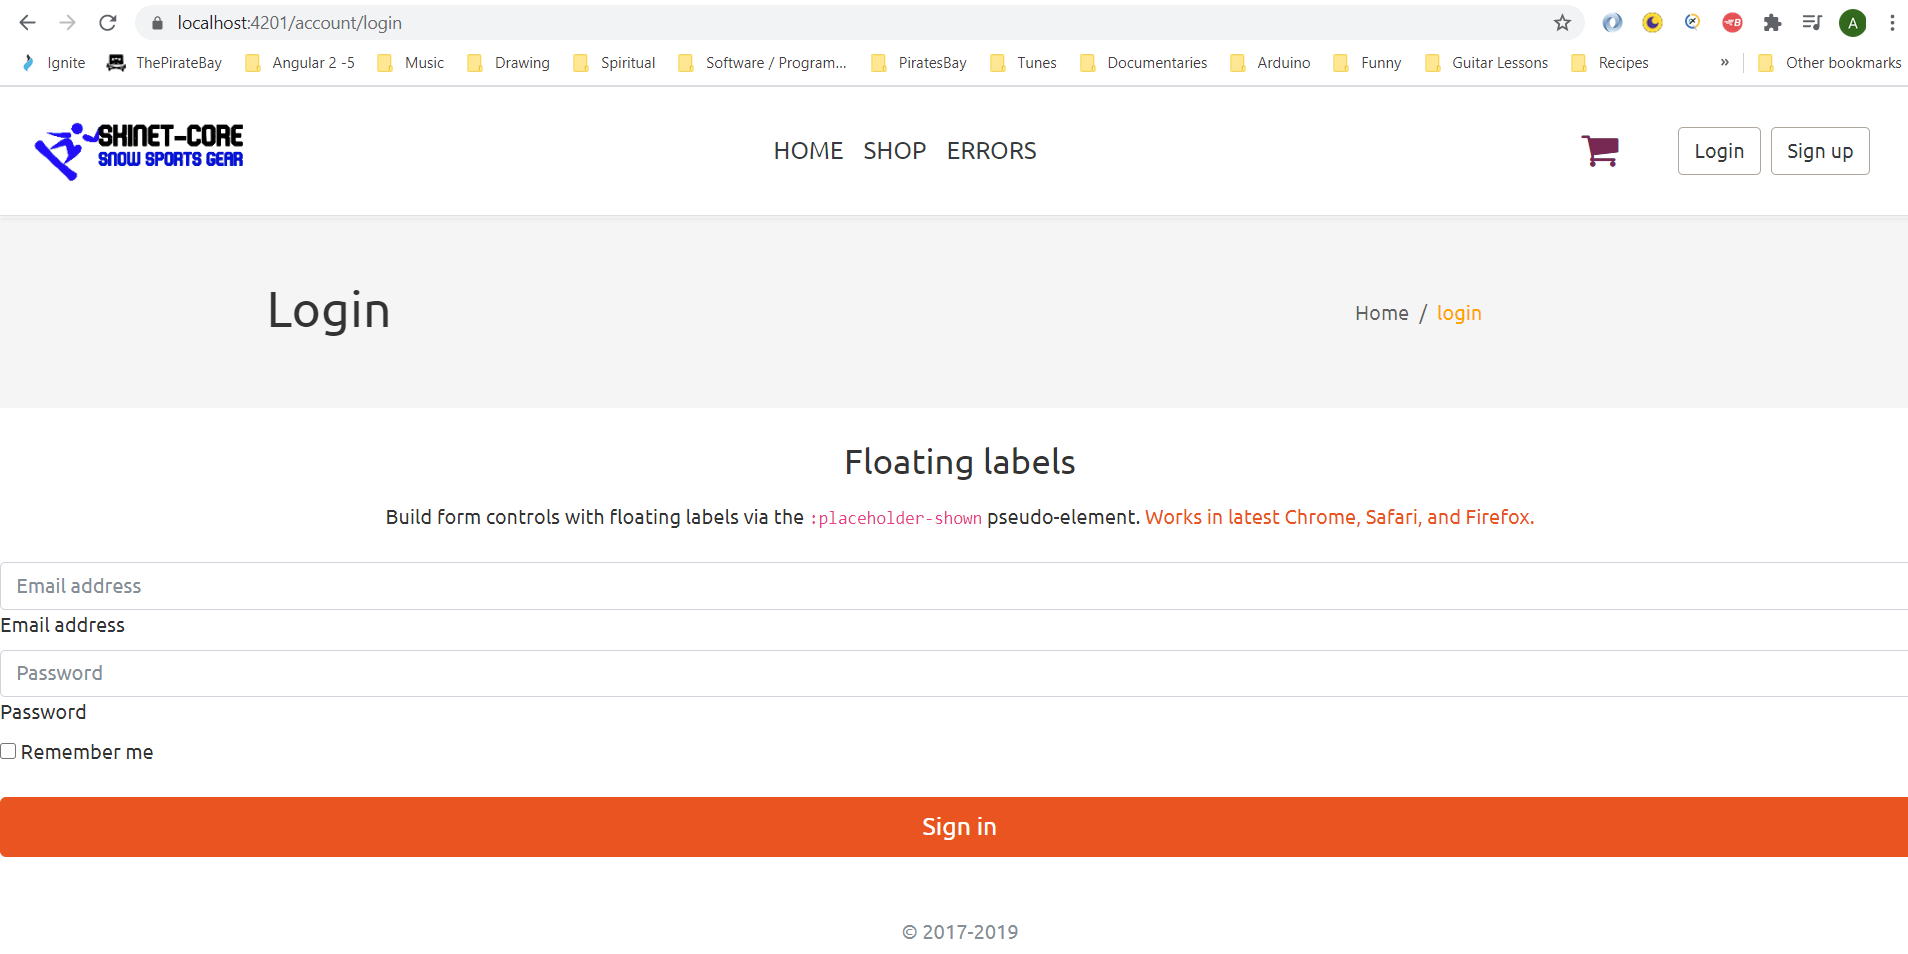 localhost:4201/account/login
A
Ignite ThePirateBay Angular 2 -5 Music Drawing Spiritual Software / Program... PiratesBay Tunes Documentaries Arduino Funny Guitar Lessons Recipes » Other bookmarks
SKINET-CORE
SNOW SPORTS GEAR
HOME SHOP ERRORS
Login Sign up
Login
Home / login
Floating labels
Build form controls with floating labels via the :placeholder-shown pseudo-element. Works in latest Chrome, Safari, and Firefox.
Email address
Email address
Password
Password
Remember me
Sign in
© 2017-2019